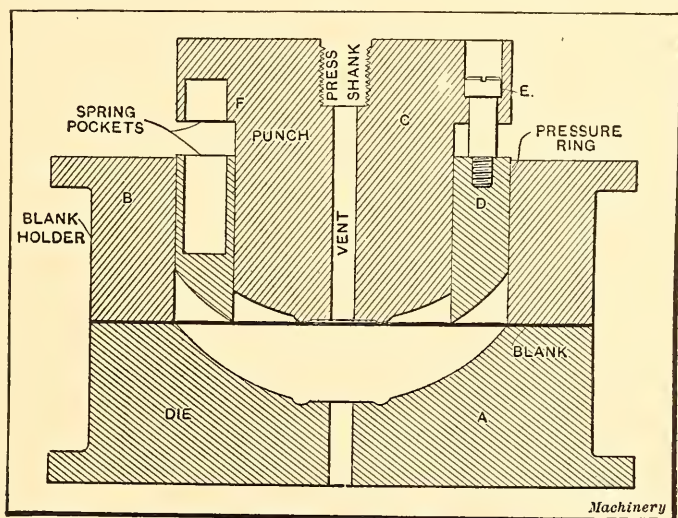 PRESS
SHANK
E.
F
SPRING
POCKETS
PUNCH
C
PRESSURE
RING
B
D
BLANK
HOLDER
VENT
BLANK
DIE
A
Machinery